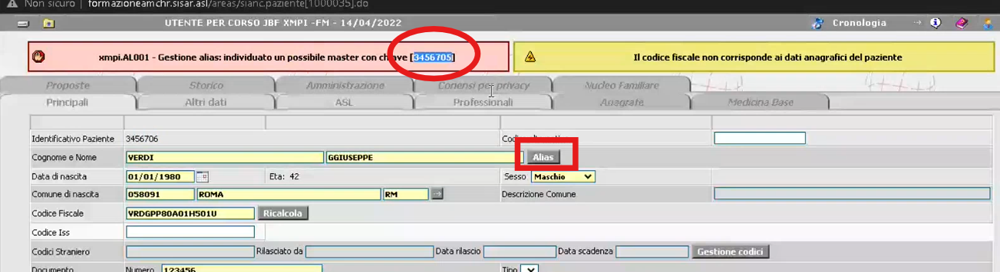 Non sicuro | formazioneamchr.sisar.asl/areas/sianc.paziente[1000035].do
UTENTE PER CORSO JBF XMPI -FM - 14/04/2022 Cronologia
xmpi.AL001 - Gestione alias: individuato un possibile master con chiave [3456705] Il codice fiscale non corrisponde ai dati anagrafici del paziente
Proposte Storico Amministrazione Consensi per privacy Nucleo Familiare
Principali Altri dati ASL Professionali Anagrafe Medicina Base
Identificativo Paziente 3456706
Cognome e Nome VERDI GGIUSEPPE Alias
Data di nascita 01/01/1980 Eta: 42 Sesso Maschio
Comune di nascita 058091 ROMA RM Descrizione Comune
Codice Fiscale VRDGPP80A01H501U Ricalcola
Codice Iss
Codici Straniero Rilasciato da Data rilascio Data scadenza Gestione codici
Documento Numero 123456 Tipo